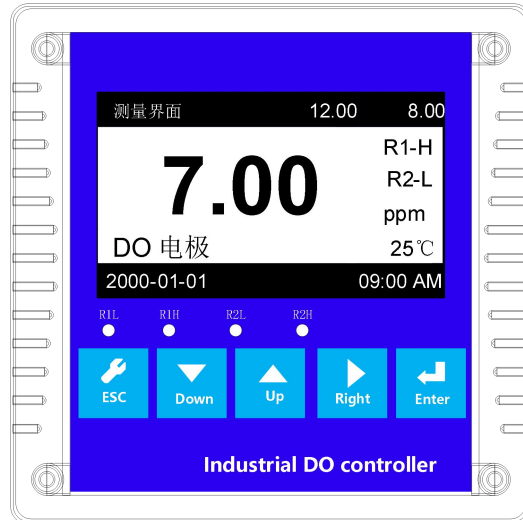 测量界面 12.00 8.00
R1-H
7.00
R2-L
ppm
DO 电极 25℃
2000-01-01 09:00 AM
R1L R1H R2L R2H
ESC Down Up Right Enter
Industrial DO controller